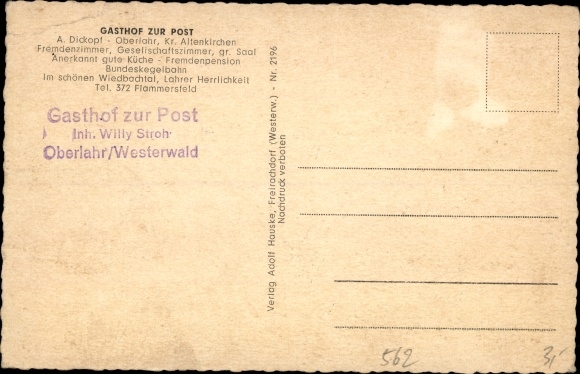 GASTHOF ZUR POST
A. Dickopf - Oberlahr, Kr. Altenkirchen
Fremdenzimmer, Gesellschaftszimmer, gr. Saal
Anerkannt gute Küche - Fremdenpension
Bundeskegelbahn
Im schönen Wiedbachtal, Lahrer Herrlichkeit
Tel. 372 Flammersfeld
Gasthof zur Post
Inh. Willy Stroh
Oberlahr/Westerwald
Verlag Adolf Hauske, Freirachdorf (Westerw.) - Nr. 2196
Nachdruck verboten
562
3,-